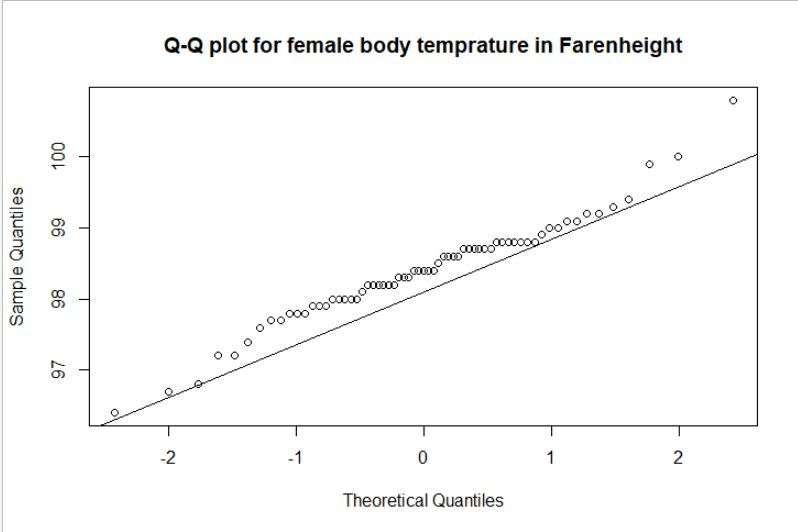 Q-Q plot for female body temprature in Farenheight
Sample Quantiles
100
99
98
97
-2 -1 0 1 2
Theoretical Quantiles